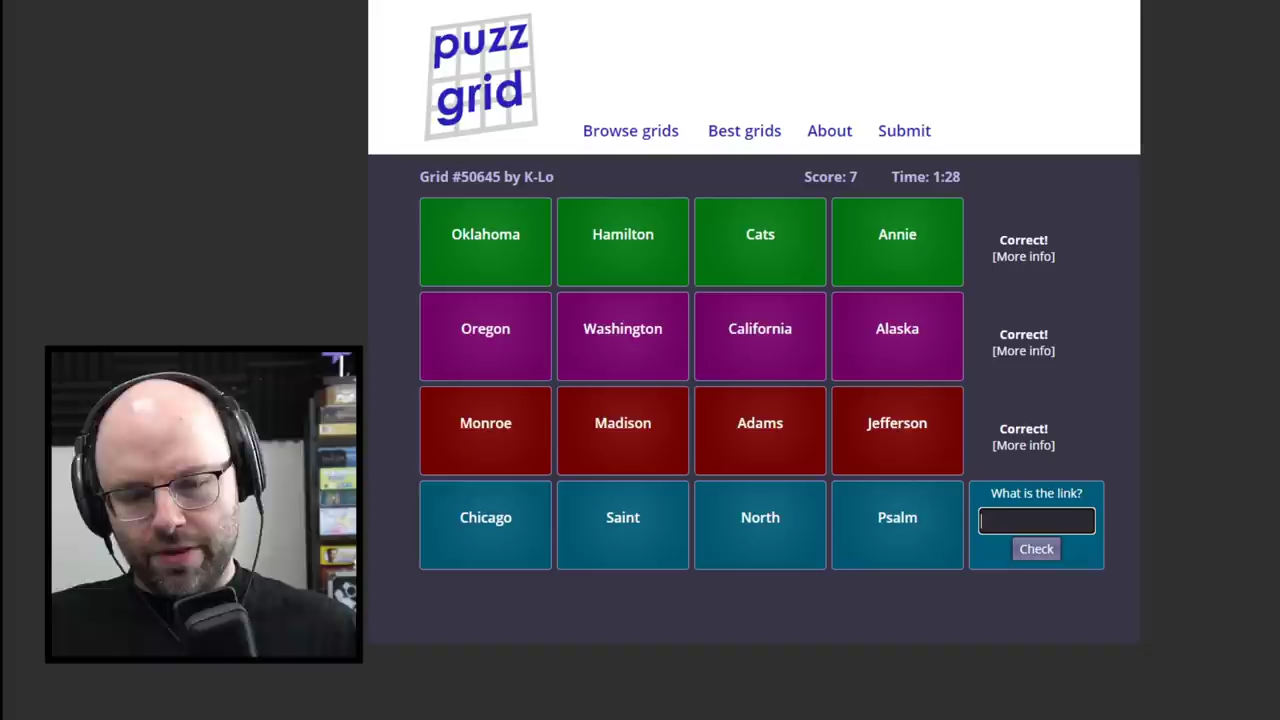 puzz
grid
Browse grids Best grids About Submit
Grid #50645 by K-Lo Score: 7 Time: 1:28
Oklahoma Hamilton Cats Annie Correct!
[More info]
Oregon Washington California Alaska Correct!
[More info]
Monroe Madison Adams Jefferson Correct!
[More info]
What is the link?
Chicago Saint North Psalm
Check